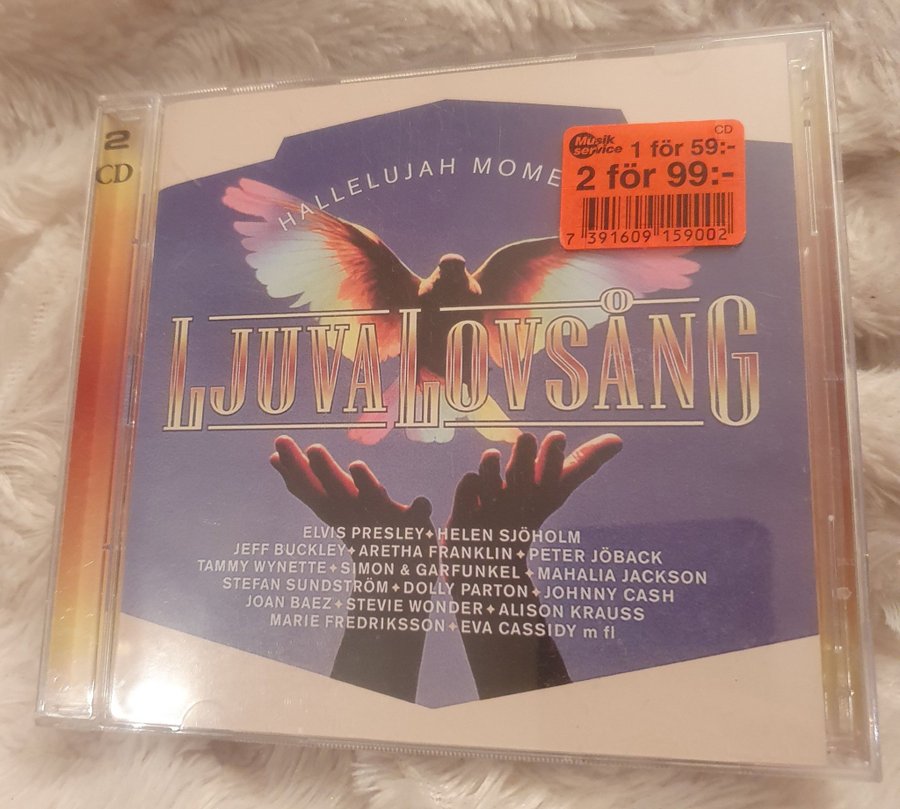 2
CD
HALLELUJAH MOME
CD
Musik service 1 för 59:-
2 för 99:-
7 391609 159002
LJUVA LOVSÅNG
ELVIS PRESLEY✦HELEN SJÖHOLM
JEFF BUCKLEY✦ARETHA FRANKLIN✦PETER JÖBACK
TAMMY WYNETTE✦SIMON & GARFUNKEL✦MAHALIA JACKSON
STEFAN SUNDSTRÖM✦DOLLY PARTON✦JOHNNY CASH
JOAN BAEZ✦STEVIE WONDER✦ALISON KRAUSS
MARIE FREDRIKSSON✦EVA CASSIDY m fl